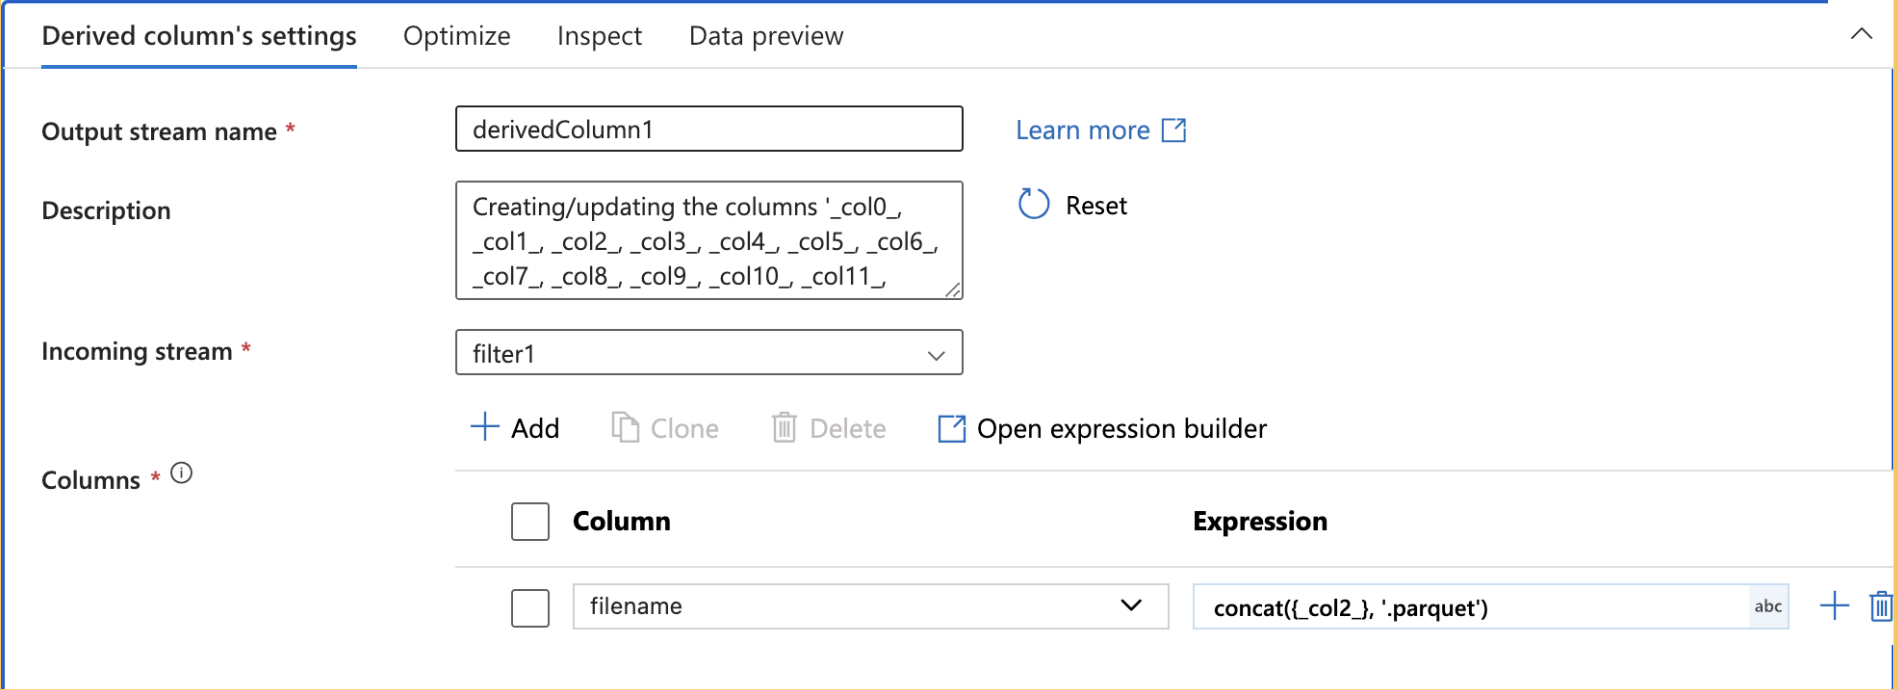 Derived column's settings Optimize Inspect Data preview
Output stream name * derivedColumn1 Learn more
Description Creating/updating the columns '_col0_,
_col1_, _col2_, _col3_, _col4_, _col5_, _col6_,
_col7_, _col8_, _col9_, _col10_, _col11_,
Reset
Incoming stream * filter1
Add Clone Delete Open expression builder
Columns *
Column Expression
filename concat({_col2_}, '.parquet') abc